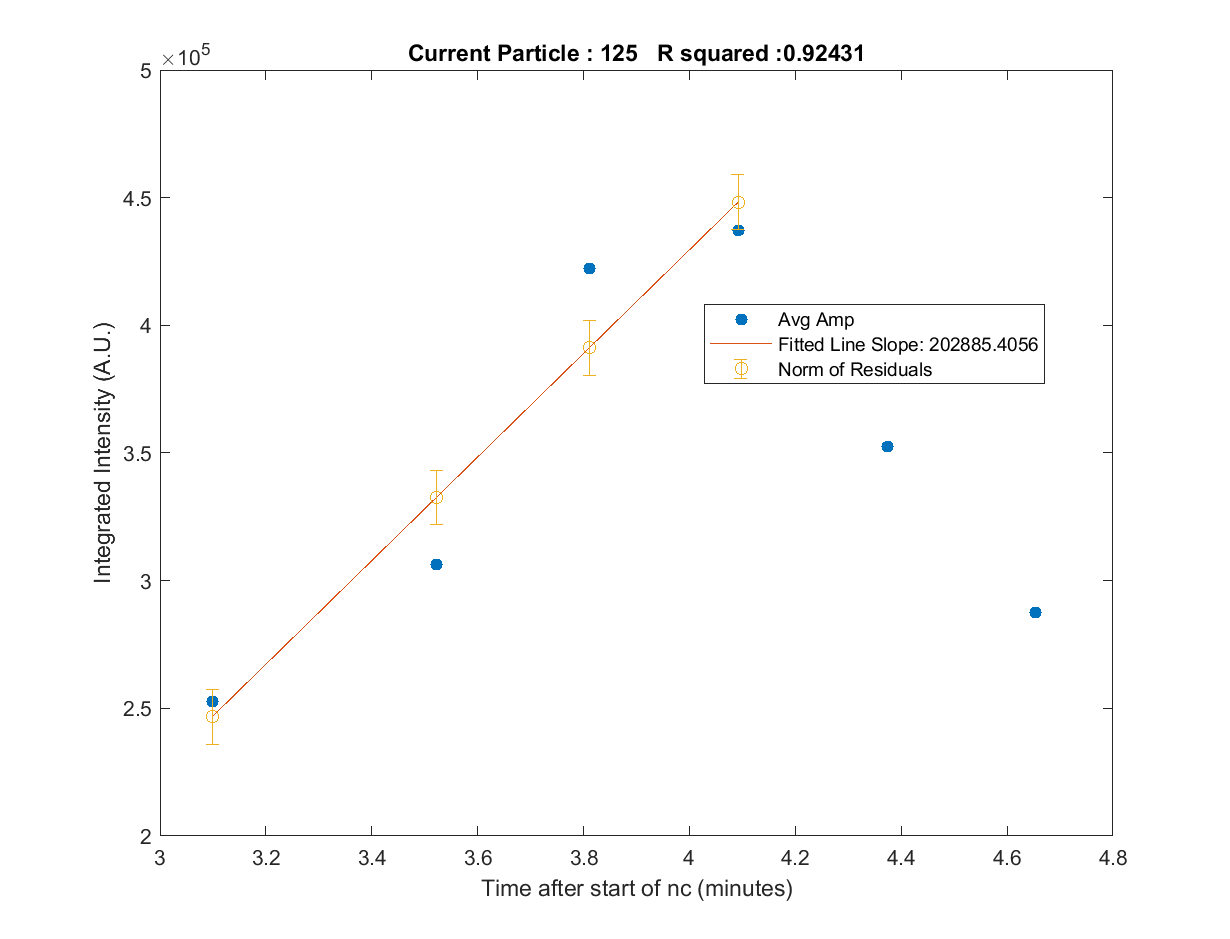 Current Particle : 125   R squared :0.92431
×10^5
5
4.5
4
3.5
3
2.5
2
Integrated Intensity (A.U.)
Avg Amp
Fitted Line Slope: 202885.4056
Norm of Residuals
3 3.2 3.4 3.6 3.8 4 4.2 4.4 4.6 4.8
Time after start of nc (minutes)